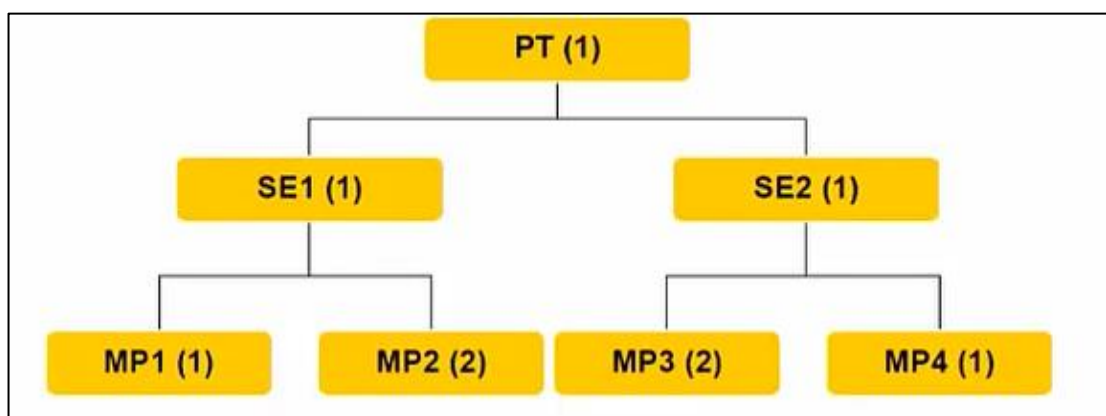 PT (1)
SE1 (1)
SE2 (1)
MP1 (1)
MP2 (2)
MP3 (2)
MP4 (1)